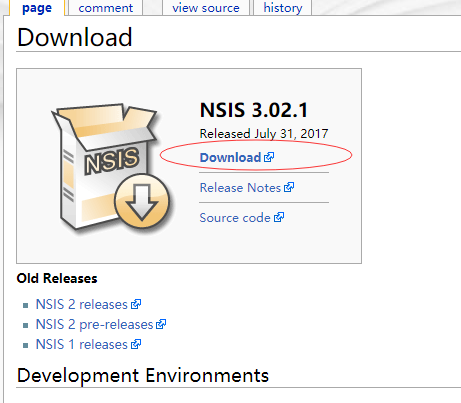 page comment view source history
Download
NSIS
NSIS 3.02.1
Released July 31, 2017
Download
Release Notes
Source code
Old Releases
NSIS 2 releases
NSIS 2 pre-releases
NSIS 1 releases
Development Environments